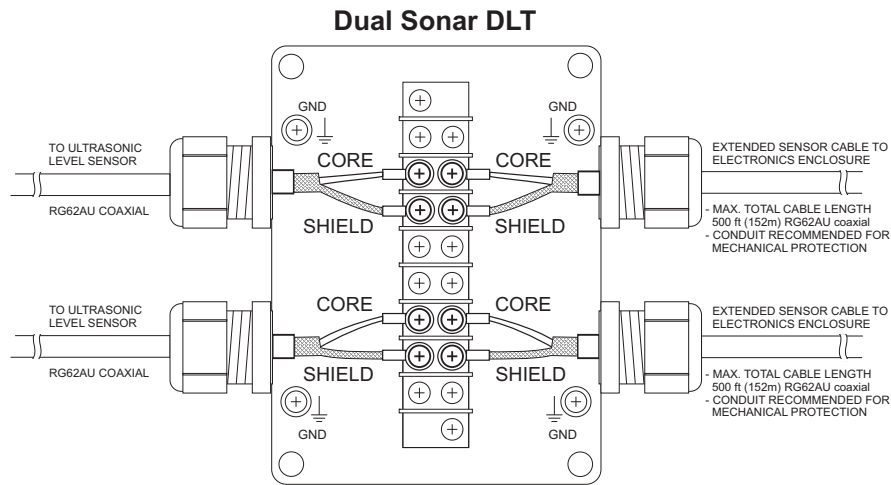 Dual Sonar DLT
GND
GND
TO ULTRASONIC
LEVEL SENSOR
RG62AU COAXIAL
CORE
SHIELD
CORE
SHIELD
EXTENDED SENSOR CABLE TO
ELECTRONICS ENCLOSURE
- MAX. TOTAL CABLE LENGTH
500 ft (152m) RG62AU coaxial
- CONDUIT RECOMMENDED FOR
MECHANICAL PROTECTION
TO ULTRASONIC
LEVEL SENSOR
RG62AU COAXIAL
CORE
SHIELD
CORE
SHIELD
EXTENDED SENSOR CABLE TO
ELECTRONICS ENCLOSURE
- MAX. TOTAL CABLE LENGTH
500 ft (152m) RG62AU coaxial
- CONDUIT RECOMMENDED FOR
MECHANICAL PROTECTION
GND
GND